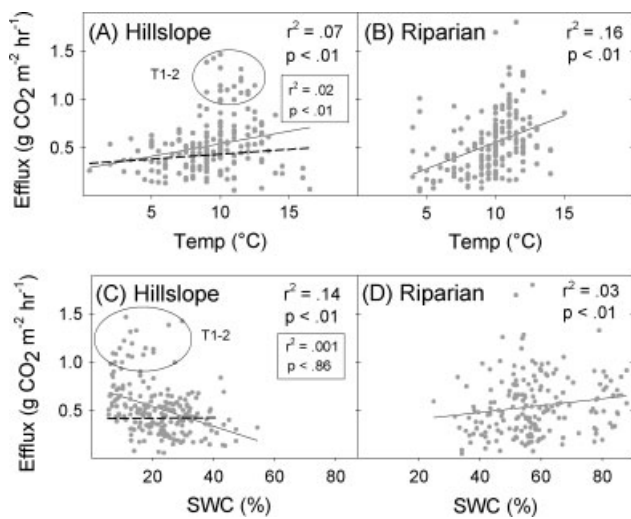 (A) Hillslope
r² = .07
p < .01
T1-2
r² = .02
p < .01
(B) Riparian
r² = .16
p < .01
Efflux (g CO₂ m⁻² hr⁻¹)
1.5
1.0
0.5
5 10 15
Temp (°C)
5 10 15
Temp (°C)
(C) Hillslope
r² = .14
p < .01
T1-2
r² = .001
p < .86
(D) Riparian
r² = .03
p < .01
Efflux (g CO₂ m⁻² hr⁻¹)
1.5
1.0
0.5
20 40 60 80
SWC (%)
20 40 60 80
SWC (%)